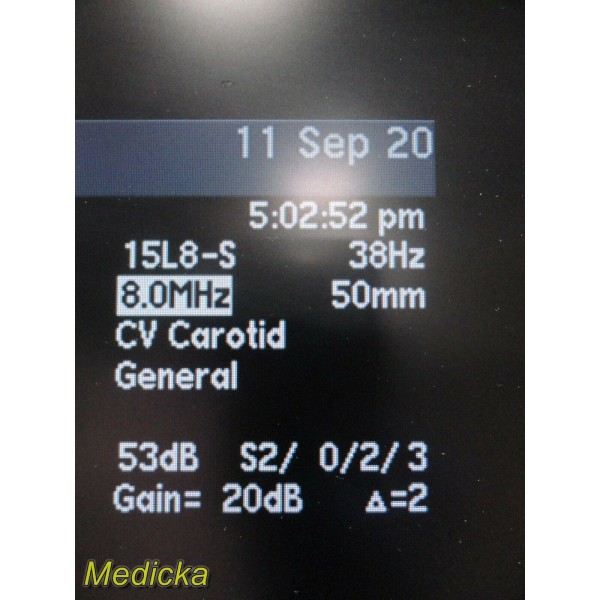 11 Sep 20
5:02:52 pm
15L8-S 38Hz
8.0MHz 50mm
CV Carotid
General
53dB S2/ 0/2/3
Gain= 20dB Δ=2
Medicka